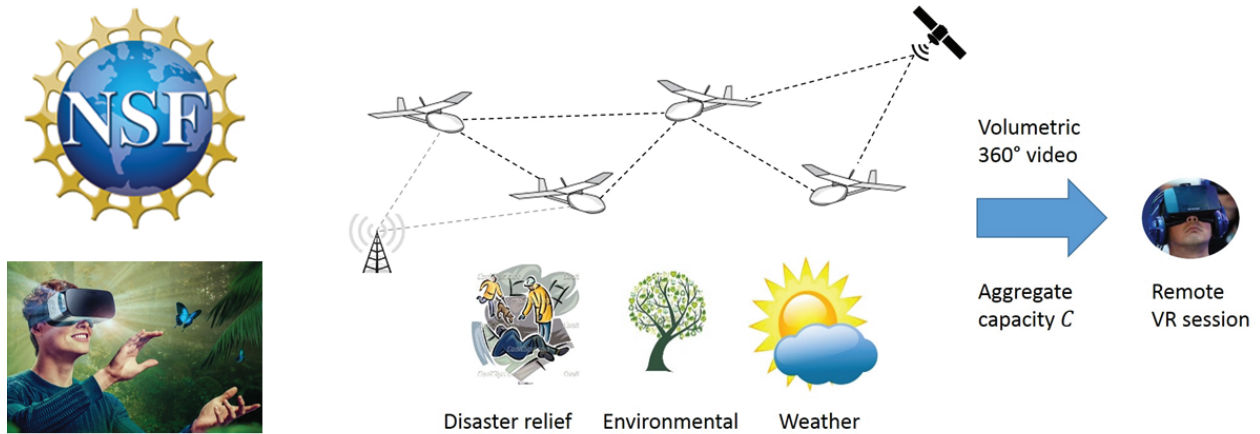 NSF
Volumetric
360° video
Aggregate
capacity C
Remote
VR session
Disaster relief
Environmental
Weather